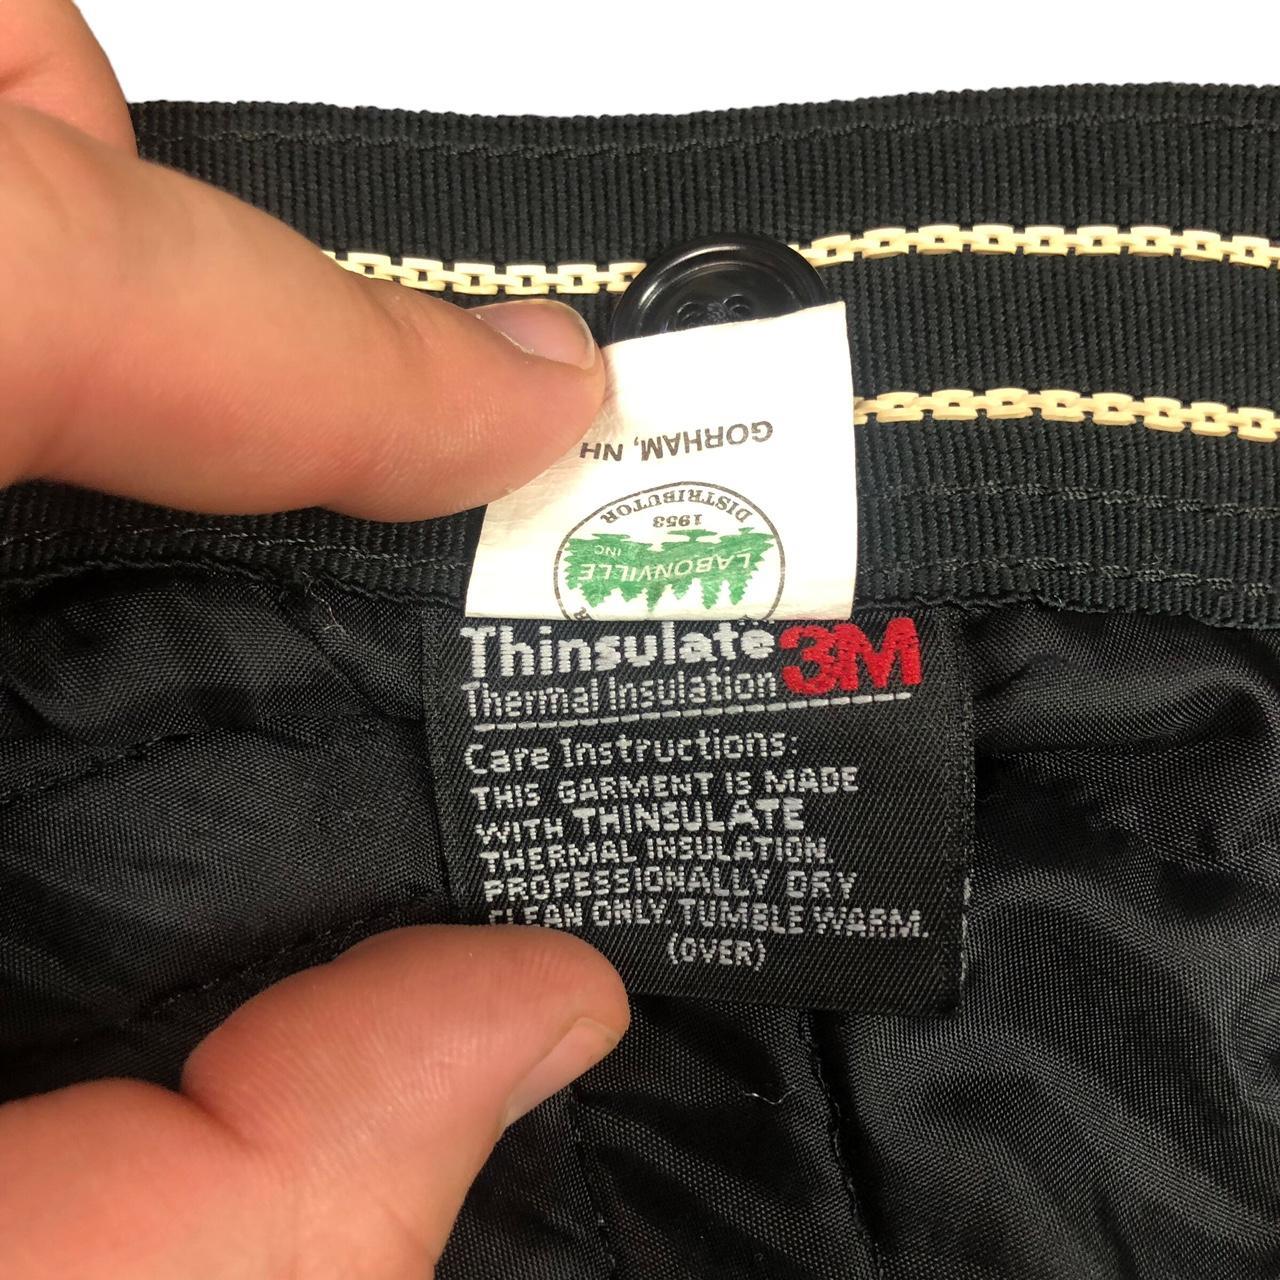 GORHAM, NH
DISTRIBUTOR
1953
LABONVILLE
INC
Thinsulate 3M
Thermal Insulation
Care Instructions:
THIS GARMENT IS MADE
WITH THINSULATE
THERMAL INSULATION.
PROFESSIONALLY DRY
CLEAN ONLY TUMBLE WARM.
(OVER)